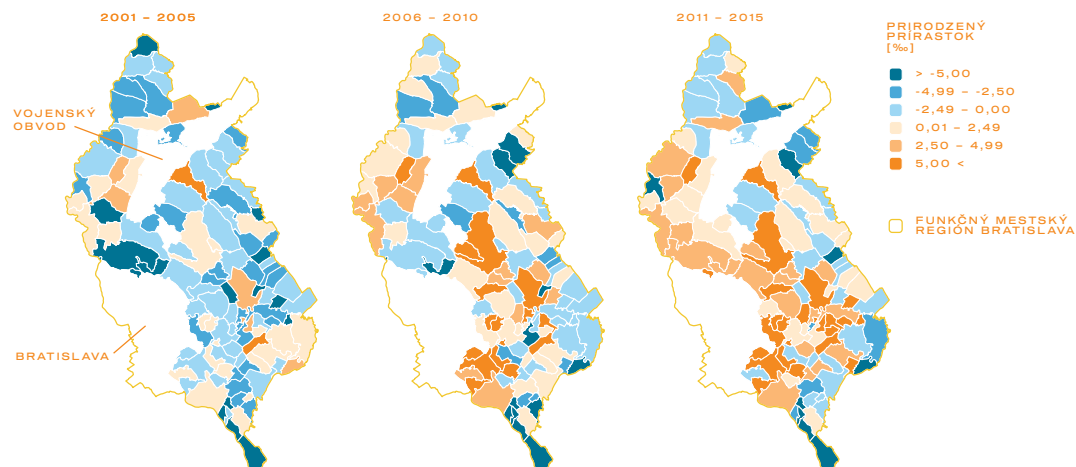 2001 – 2005
2006 – 2010
2011 – 2015
PRIRODZENÝ
PRÍRASTOK
[‰]
> -5,00
-4,99 – -2,50
-2,49 – 0,00
0,01 – 2,49
2,50 – 4,99
5,00 <
FUNKČNÝ MESTSKÝ
REGIÓN BRATISLAVA
VOJENSKÝ
OBVOD
BRATISLAVA